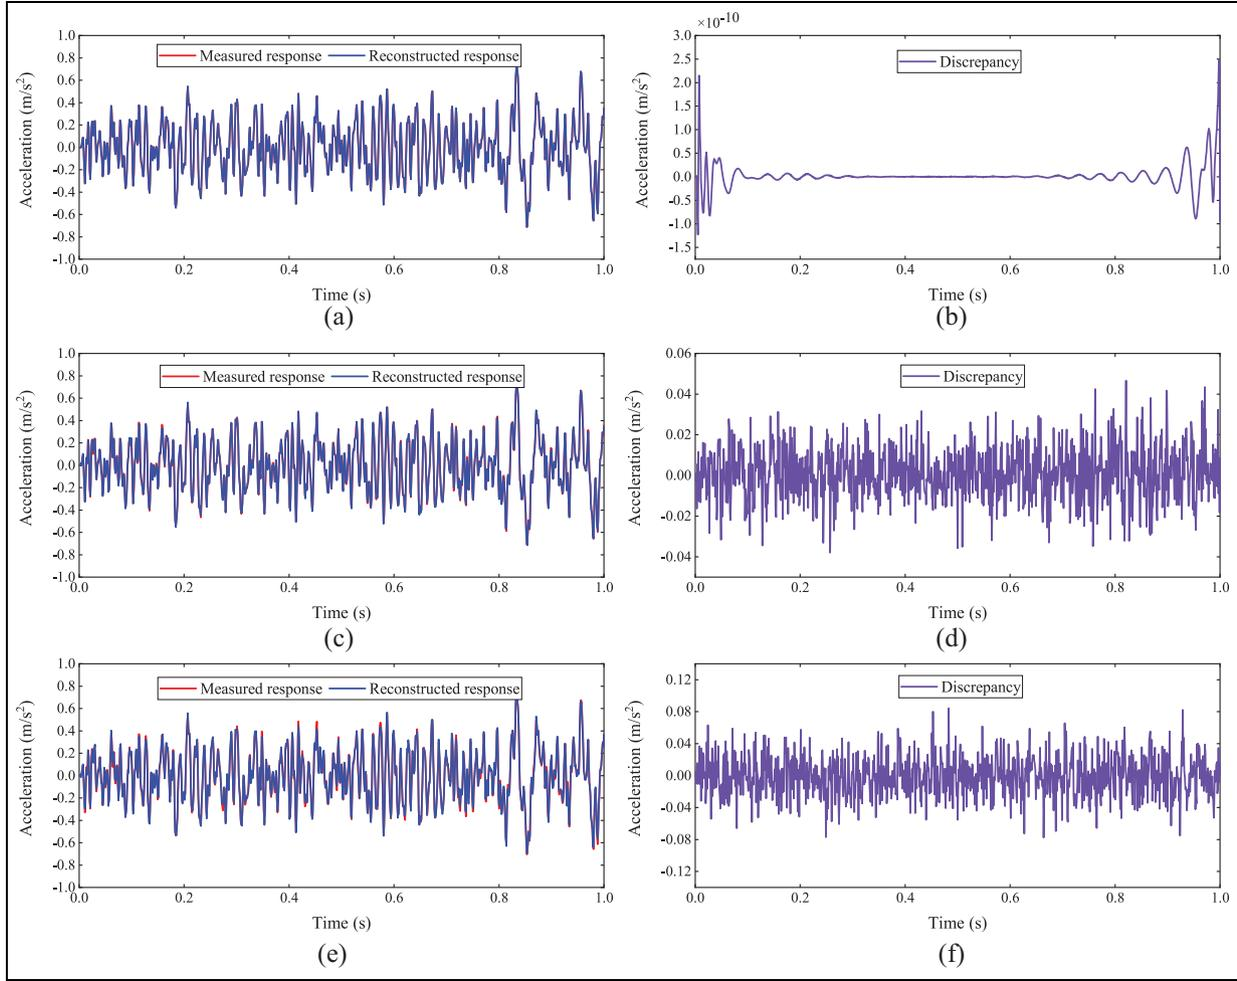 Measured response Reconstructed response
Acceleration (m/s²)
1.0
0.8
0.6
0.4
0.2
0.0
-0.2
-0.4
-0.6
-0.8
-1.0
0.0 0.2 0.4 0.6 0.8 1.0
Time (s)
(a)
×10⁻¹⁰
Discrepancy
Acceleration (m/s²)
3.0
2.5
2.0
1.5
1.0
0.5
0.0
-0.5
-1.0
-1.5
0.0 0.2 0.4 0.6 0.8 1.0
Time (s)
(b)
Measured response Reconstructed response
Acceleration (m/s²)
1.0
0.8
0.6
0.4
0.2
0.0
-0.2
-0.4
-0.6
-0.8
-1.0
0.0 0.2 0.4 0.6 0.8 1.0
Time (s)
(c)
Discrepancy
Acceleration (m/s²)
0.06
0.04
0.02
0.00
-0.02
-0.04
0.0 0.2 0.4 0.6 0.8 1.0
Time (s)
(d)
Measured response Reconstructed response
Acceleration (m/s²)
1.0
0.8
0.6
0.4
0.2
0.0
-0.2
-0.4
-0.6
-0.8
-1.0
0.0 0.2 0.4 0.6 0.8 1.0
Time (s)
(e)
Discrepancy
Acceleration (m/s²)
0.12
0.08
0.04
0.00
-0.04
-0.08
-0.12
0.0 0.2 0.4 0.6 0.8 1.0
Time (s)
(f)